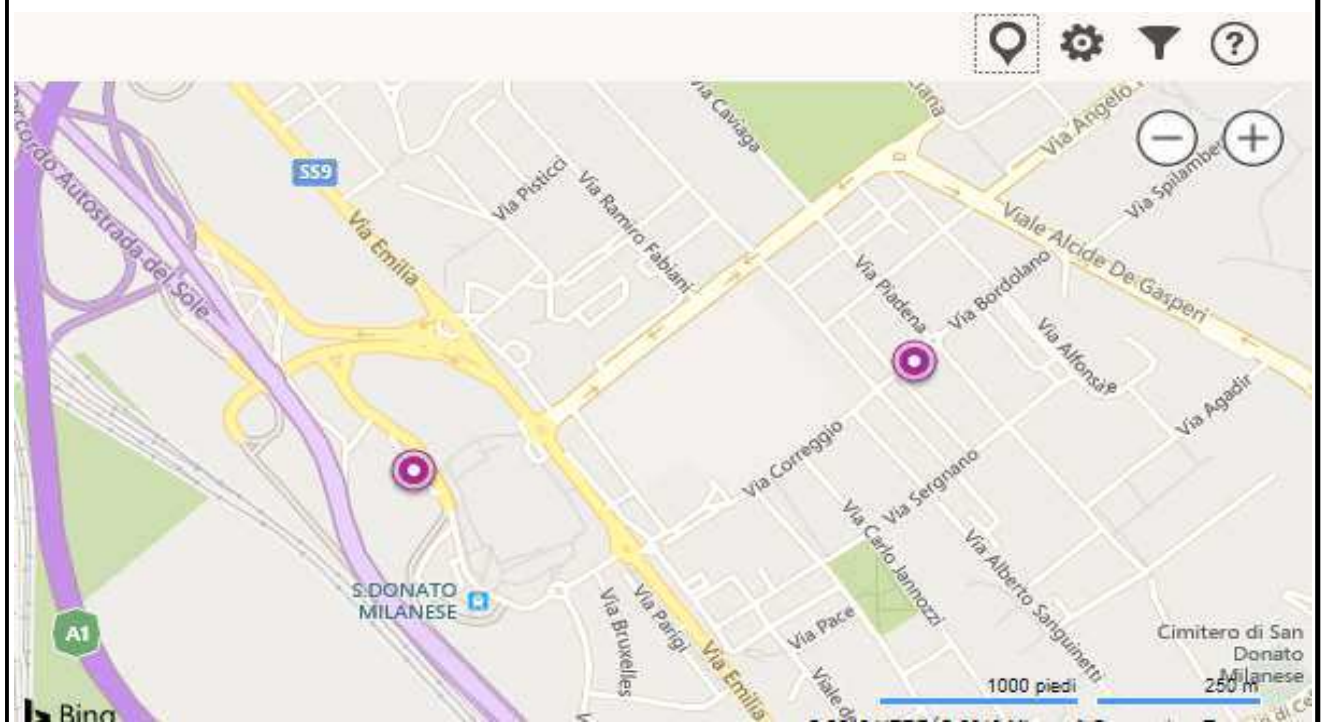 ?
Via Caviaga
Via Angelo
Raccordo Autostrada del Sole
SS9
Via Pisticci
Via Ramiro Fabiani
Via Spilamber
Via Emilia
Viale Alcide De Gasperi
Via Piadena
Via Bordolano
Via Alfonsine
Via Agadir
Via Correggio
Via Sergnano
Via Carlo Jannozzi
Via Alberto Sanguinetti
S.DONATO
MILANESE
Via Bruxelles
Via Parigi
Via Pace
A1
Via Emilia
Viale d
Cimitero di San
Donato
Milanese
1000 piedi
250 m
Bing